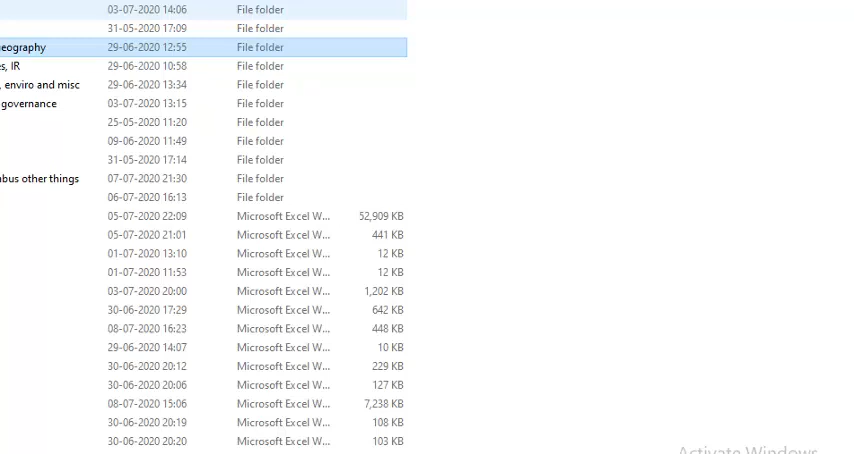 03-07-2020 14:06 File folder
31-05-2020 17:09 File folder
eography 29-06-2020 12:55 File folder
s, IR 29-06-2020 10:58 File folder
, enviro and misc 29-06-2020 13:34 File folder
governance 03-07-2020 13:15 File folder
25-05-2020 11:20 File folder
09-06-2020 11:49 File folder
31-05-2020 17:14 File folder
abus other things 07-07-2020 21:30 File folder
06-07-2020 16:13 File folder
05-07-2020 22:09 Microsoft Excel W... 52,909 KB
05-07-2020 21:01 Microsoft Excel W... 441 KB
01-07-2020 13:10 Microsoft Excel W... 12 KB
01-07-2020 11:53 Microsoft Excel W... 12 KB
03-07-2020 20:00 Microsoft Excel W... 1,202 KB
30-06-2020 17:29 Microsoft Excel W... 642 KB
08-07-2020 16:23 Microsoft Excel W... 448 KB
29-06-2020 14:07 Microsoft Excel W... 10 KB
30-06-2020 20:12 Microsoft Excel W... 229 KB
30-06-2020 20:06 Microsoft Excel W... 127 KB
08-07-2020 15:06 Microsoft Excel W... 7,238 KB
30-06-2020 20:19 Microsoft Excel W... 108 KB
30-06-2020 20:20 Microsoft Excel W... 103 KB
Activate Windows